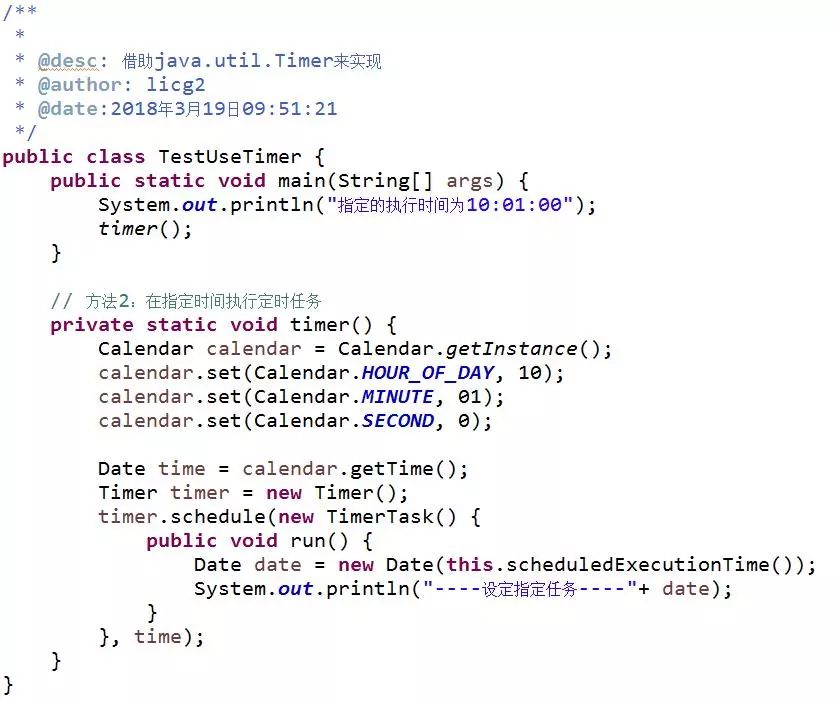 /**
 *
 * @desc: 借助java.util.Timer来实现
 * @author: licg2
 * @date:2018年3月19日09:51:21
 */
public class TestUseTimer {
    public static void main(String[] args) {
        System.out.println("指定的执行时间为10:01:00");
        timer();
    }

    // 方法2：在指定时间执行定时任务
    private static void timer() {
        Calendar calendar = Calendar.getInstance();
        calendar.set(Calendar.HOUR_OF_DAY, 10);
        calendar.set(Calendar.MINUTE, 01);
        calendar.set(Calendar.SECOND, 0);

        Date time = calendar.getTime();
        Timer timer = new Timer();
        timer.schedule(new TimerTask() {
            public void run() {
                Date date = new Date(this.scheduledExecutionTime());
                System.out.println("----设定指定任务----"+ date);
            }
        }, time);
    }
}